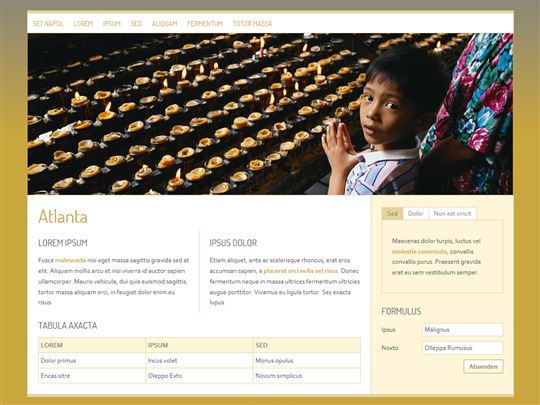 SET NAPOL LOREM IPSUM SED ALIQUAM FERMENTUM TOTOR MASSA
Atlanta
LOREM IPSUM
Fusce malesuada nisi eget massa sagittis gravida sed at
elit. Aliquam mollis arcu et nisi viverra id auctor sapien
ullamcorper. Mauris vehicula, dui quis euismod sagittis,
tortor massa aliquam orci, in feugiat dolor enim eu
risus.
IPSUS DOLOR
Etiam aliquet, ante ac scelerisque rhoncus, erat eros
accumsan sapien, a placerat orci nulla vel risus. Donec
fermentum neque in massa ultrices fermentum ultricies
augue porttitor. Vivamus eu ligula tortor. Ses exacta
lupus.
TABULA AXACTA
LOREM IPSUM SED
Dolor primus Incus volet Monus opulus
Encas sitre Oleppo Exto Novum simplicus
Sed Dolor Non est vincit
Maecenas dolor turpis, luctus vel
molestie commodo, convallis
convallis purus. Praesent gravida
erat eu sem vestibulum semper.
FORMULUS
Ipsus Malignus
Noxto Olleppa Rumusus
Absenden